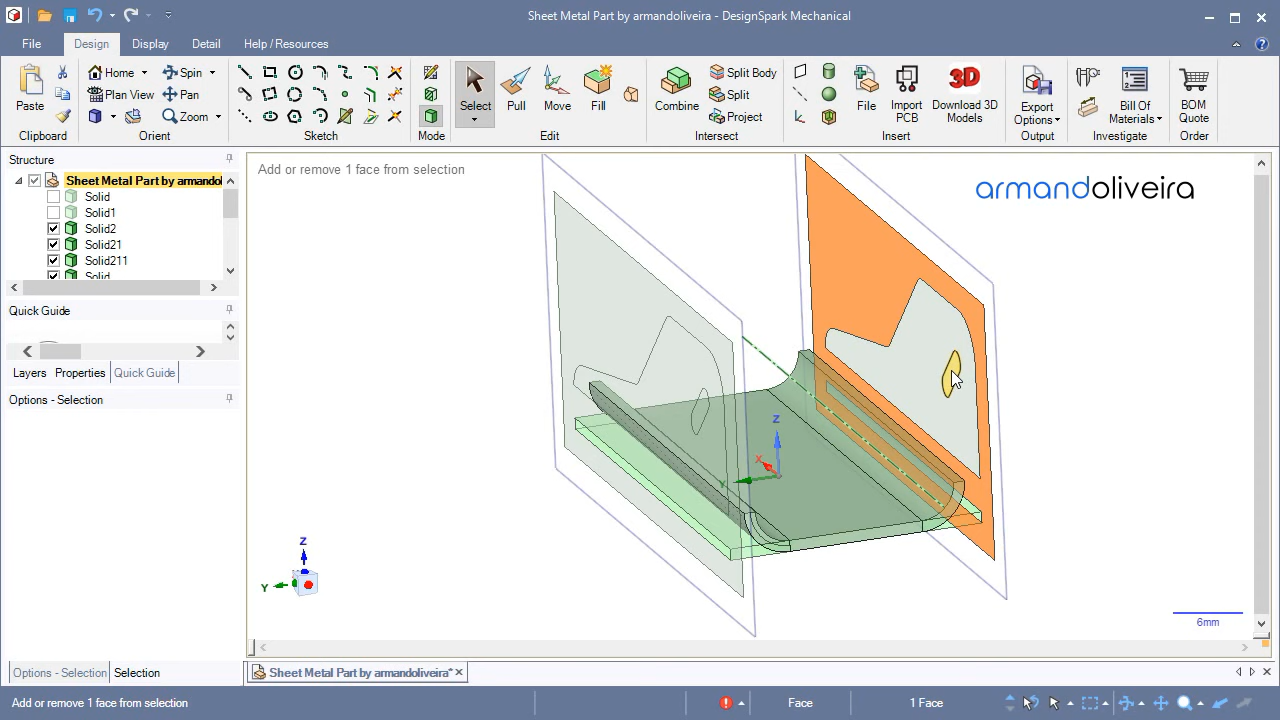 Sheet Metal Part by armandoliveira - DesignSpark Mechanical
File Design Display Detail Help / Resources
Paste
Clipboard
Home Spin
Plan View Pan
Zoom
Orient
Sketch
Mode
Select Pull Move Fill
Edit
Combine Split Body
Split
Project
Intersect
File Import PCB Download 3D Models
3D
Insert
Export Options
Output
Bill Of Materials
Investigate
BOM Quote
Order
Structure
Sheet Metal Part by armandol
Solid
Solid1
Solid2
Solid21
Solid211
Solid
Quick Guide
Layers Properties Quick Guide
Options - Selection
Add or remove 1 face from selection
armandoliveira
Z
X
Y
Z
Y
6mm
Options - Selection Selection
Sheet Metal Part by armandoliveira*
Add or remove 1 face from selection Face 1 Face